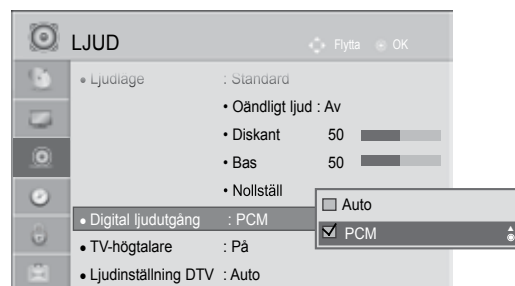 LJUD
Flytta OK
• Ljudläge : Standard
• Oändligt ljud : Av
• Diskant 50
• Bas 50
• Nollställ
• Digital ljudutgång : PCM
• TV-högtalare : På
• Ljudinställning DTV : Auto
Auto
PCM